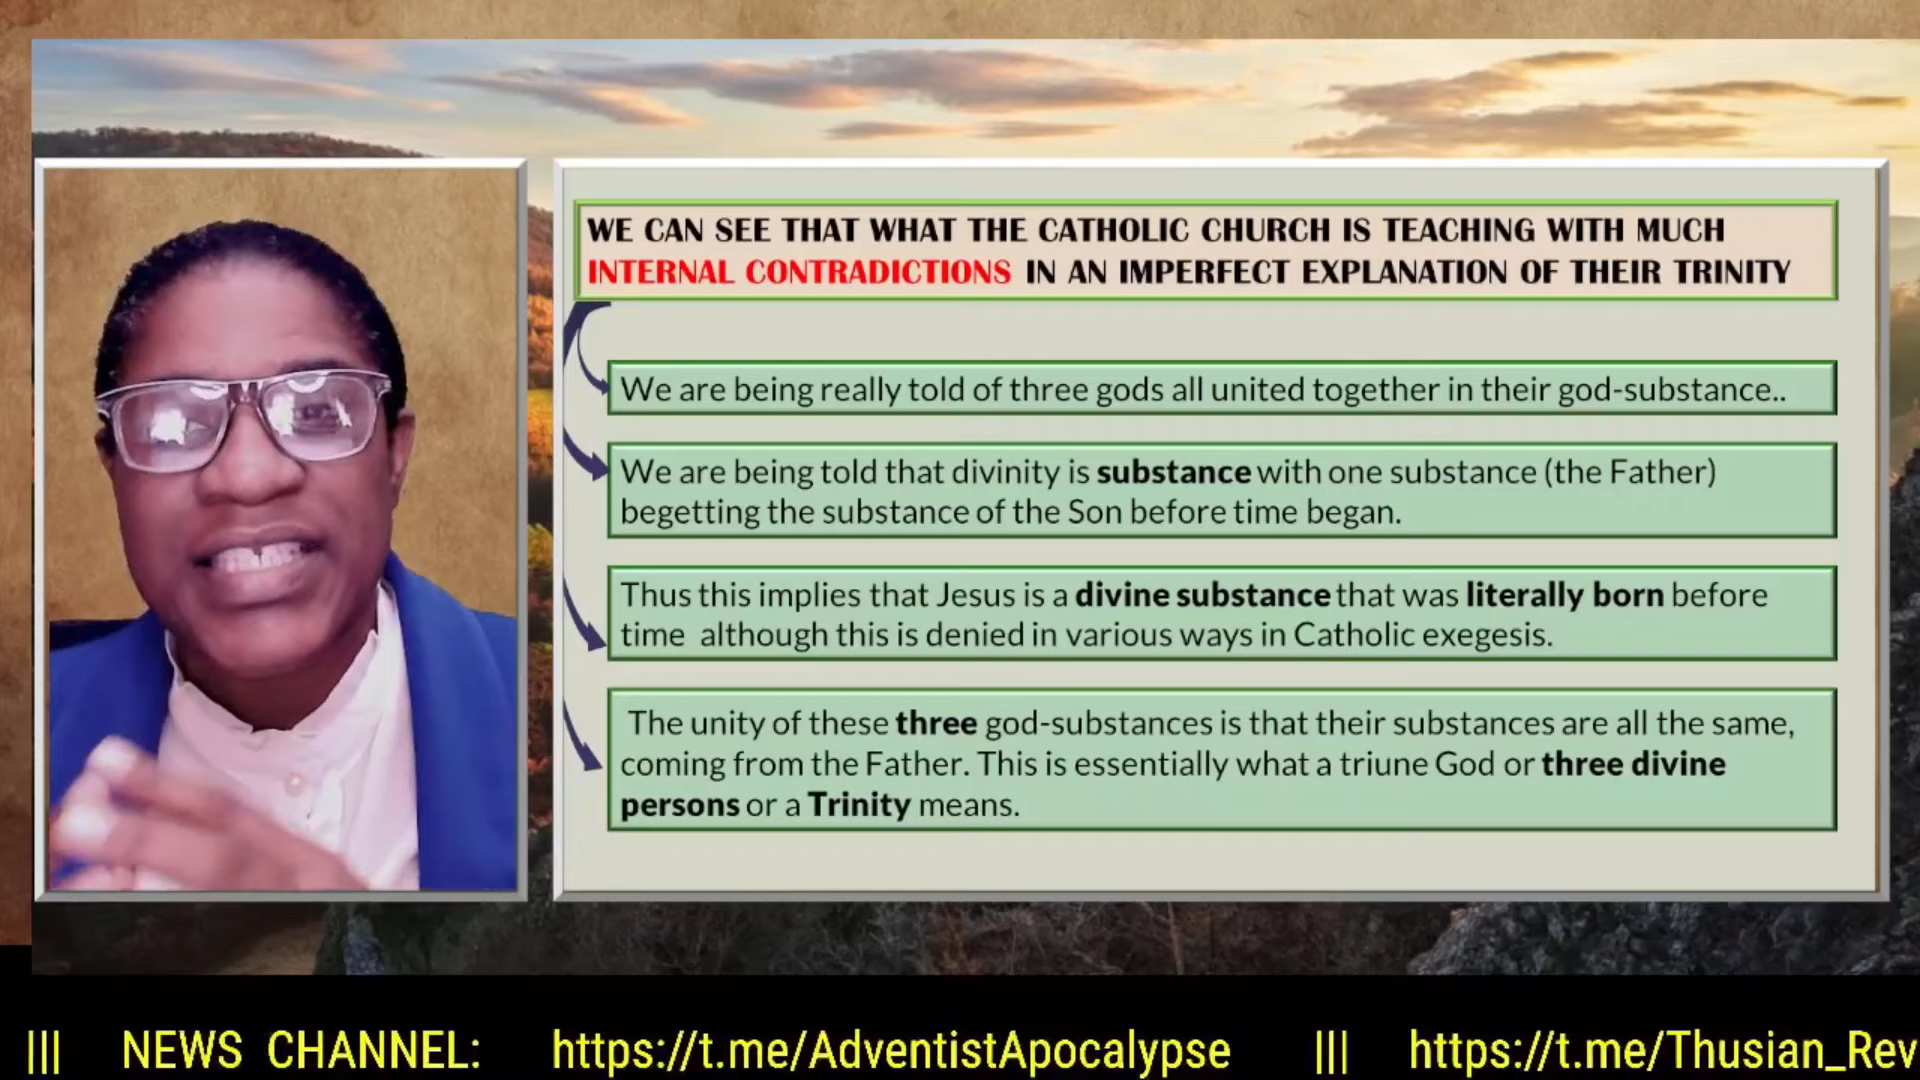 WE CAN SEE THAT WHAT THE CATHOLIC CHURCH IS TEACHING WITH MUCH
INTERNAL CONTRADICTIONS IN AN IMPERFECT EXPLANATION OF THEIR TRINITY
We are being really told of three gods all united together in their god-substance..
We are being told that divinity is substance with one substance (the Father)
begetting the substance of the Son before time began.
Thus this implies that Jesus is a divine substance that was literally born before
time although this is denied in various ways in Catholic exegesis.
The unity of these three god-substances is that their substances are all the same,
coming from the Father. This is essentially what a triune God or three divine
persons or a Trinity means.
||| NEWS CHANNEL: https://t.me/AdventistApocalypse ||| https://t.me/Thusian_Rev